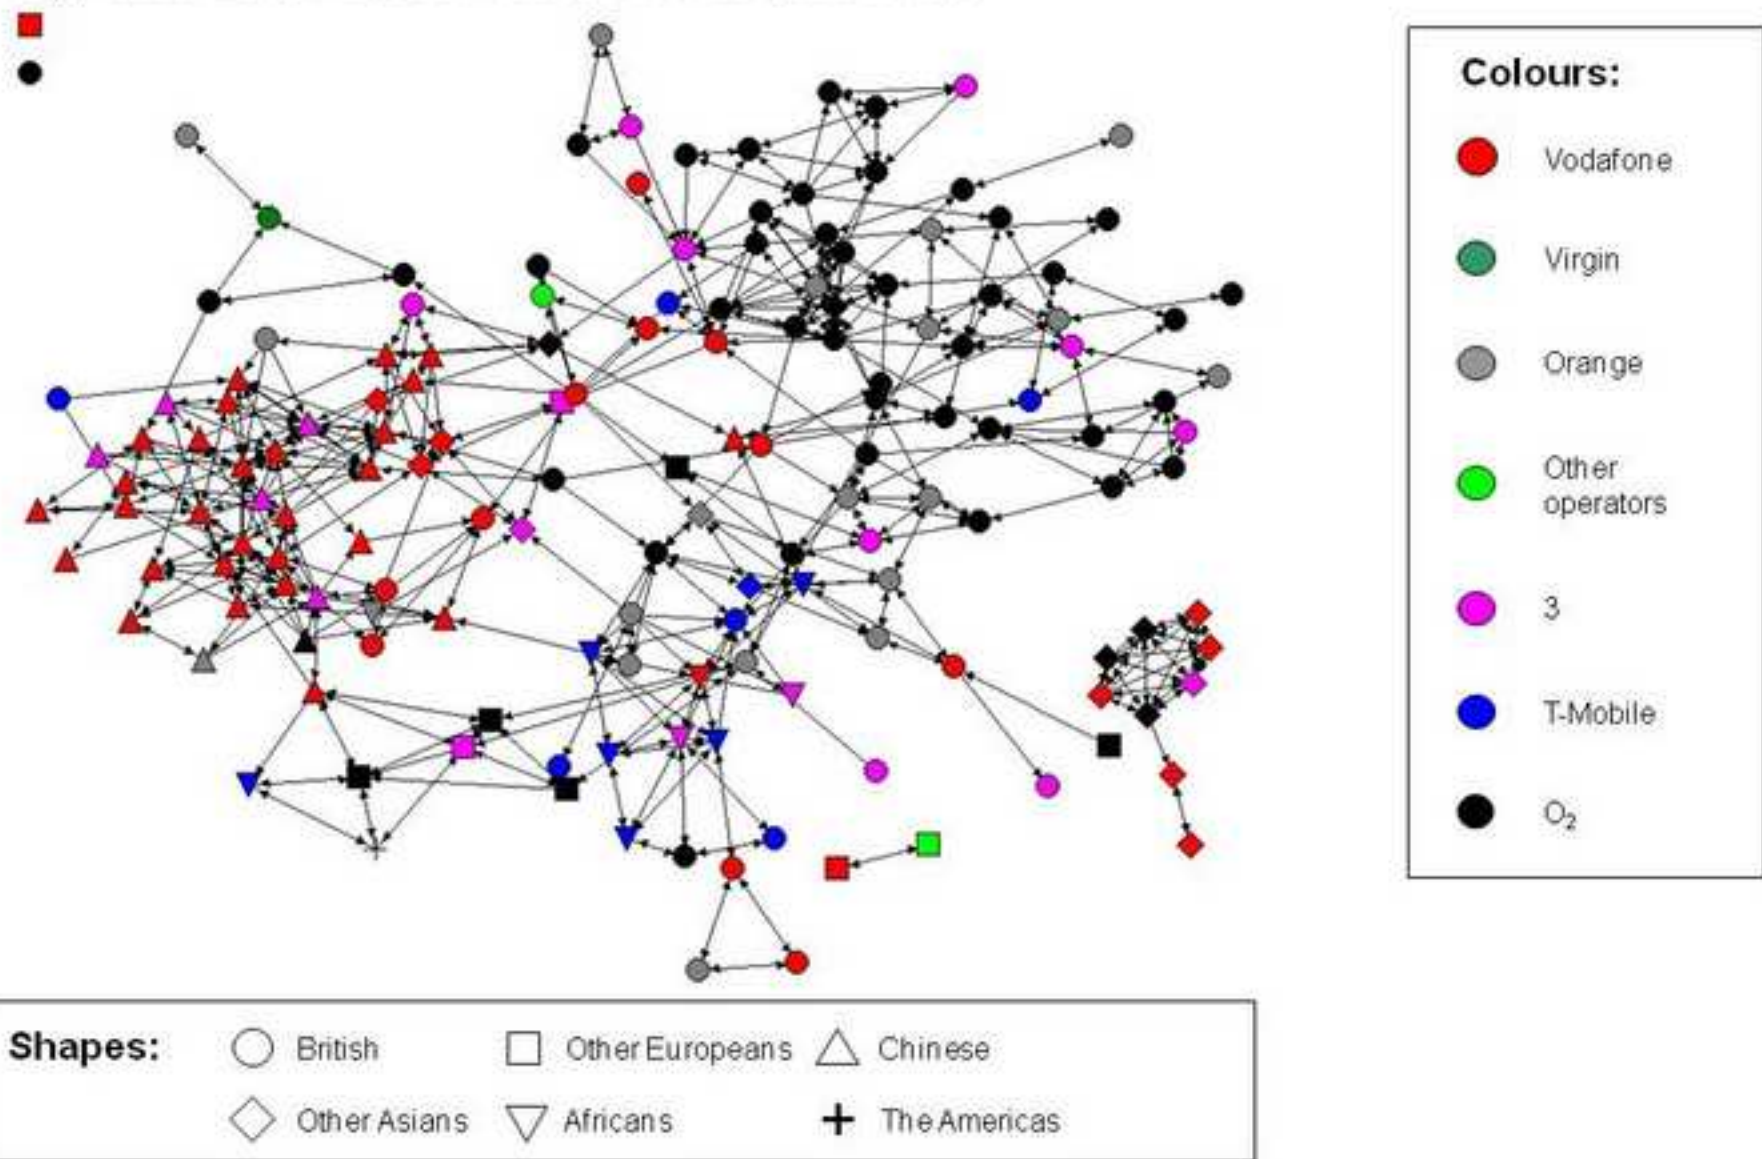 Colours:
Vodafone
Virgin
Orange
Other
operators
3
T-Mobile
O₂
Shapes:
British
Other Europeans
Chinese
Other Asians
Africans
The Americas